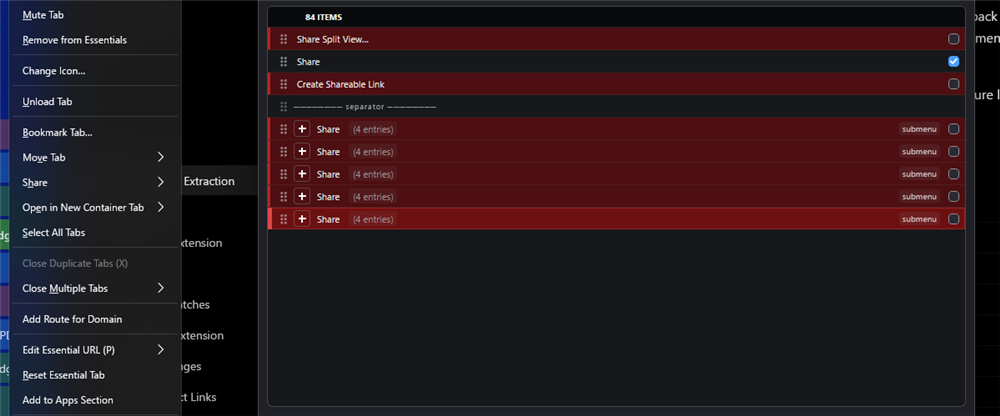 Mute Tab
Remove from Essentials
Change Icon...
Unload Tab
Bookmark Tab...
Move Tab
Share
Open in New Container Tab
Select All Tabs
Close Duplicate Tabs (X)
Close Multiple Tabs
Add Route for Domain
Edit Essential URL (P)
Reset Essential Tab
Add to Apps Section
Extraction
xtension
atches
xtension
ges
ct Links
84 ITEMS
Share Split View...
Share
Create Shareable Link
separator
Share (4 entries) submenu
Share (4 entries) submenu
Share (4 entries) submenu
Share (4 entries) submenu
Share (4 entries) submenu
back
men
ure l